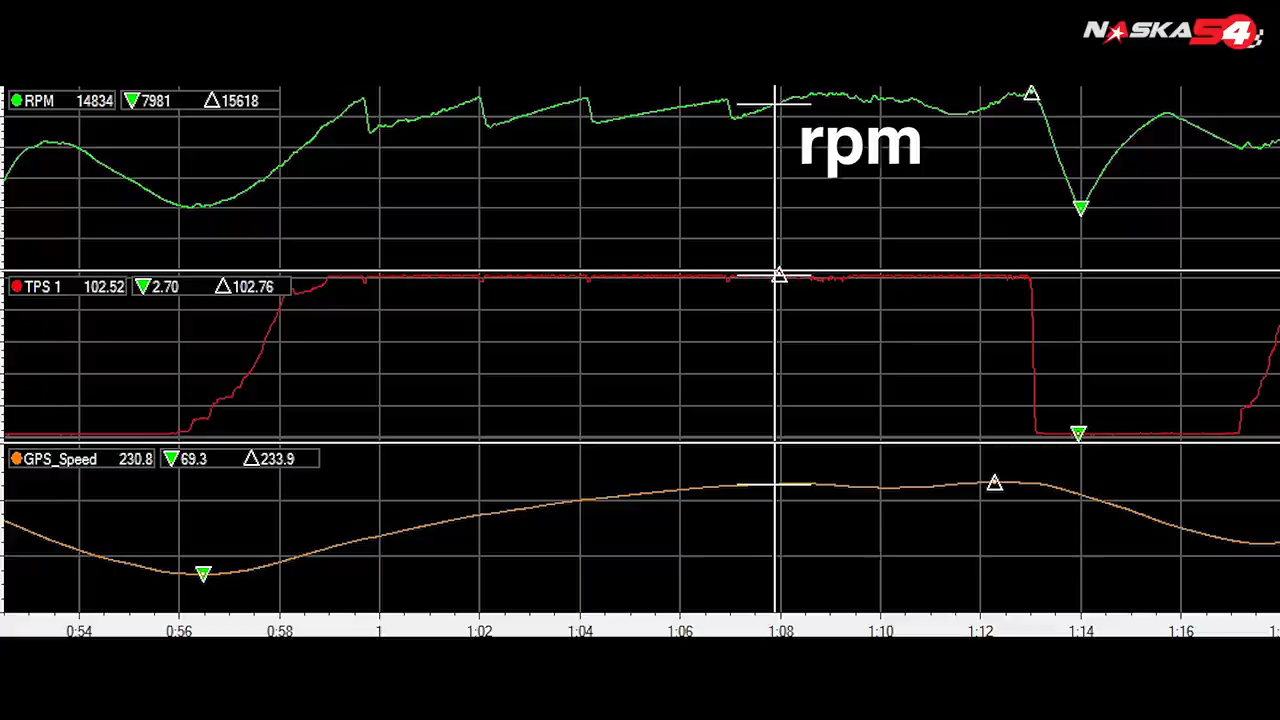 NASKA54
RPM 14834 7981 15618
rpm
TPS 1 102.52 2.70 102.76
GPS_Speed 230.8 69.3 233.9
0:54 0:56 0:58 1 1:02 1:04 1:06 1:08 1:10 1:12 1:14 1:16 1: